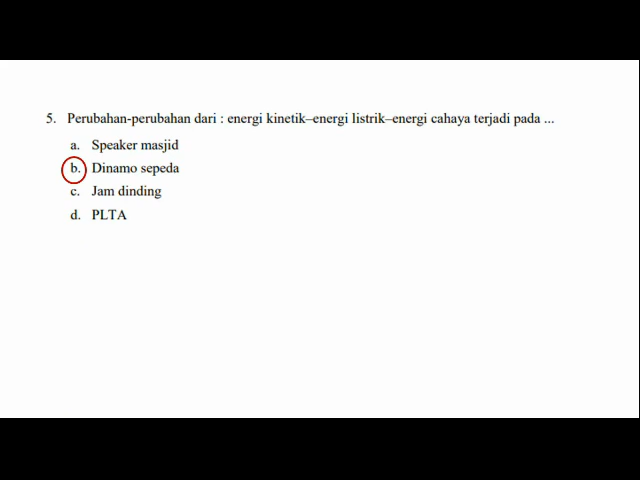 5. Perubahan-perubahan dari : energi kinetik–energi listrik–energi cahaya terjadi pada ...
a. Speaker masjid
b. Dinamo sepeda
c. Jam dinding
d. PLTA